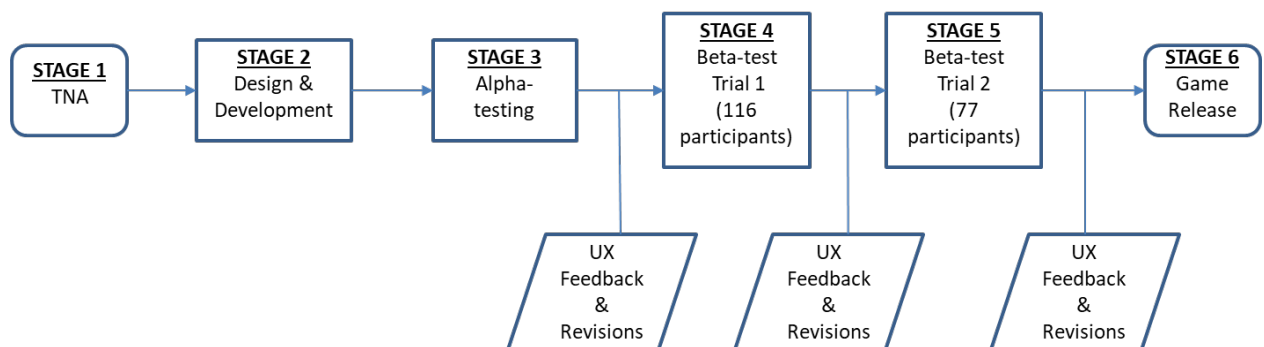 STAGE 1
TNA
STAGE 2
Design &
Development
STAGE 3
Alpha-
testing
STAGE 4
Beta-test
Trial 1
(116
participants)
STAGE 5
Beta-test
Trial 2
(77
participants)
STAGE 6
Game
Release
UX
Feedback
&
Revisions
UX
Feedback
&
Revisions
UX
Feedback
&
Revisions